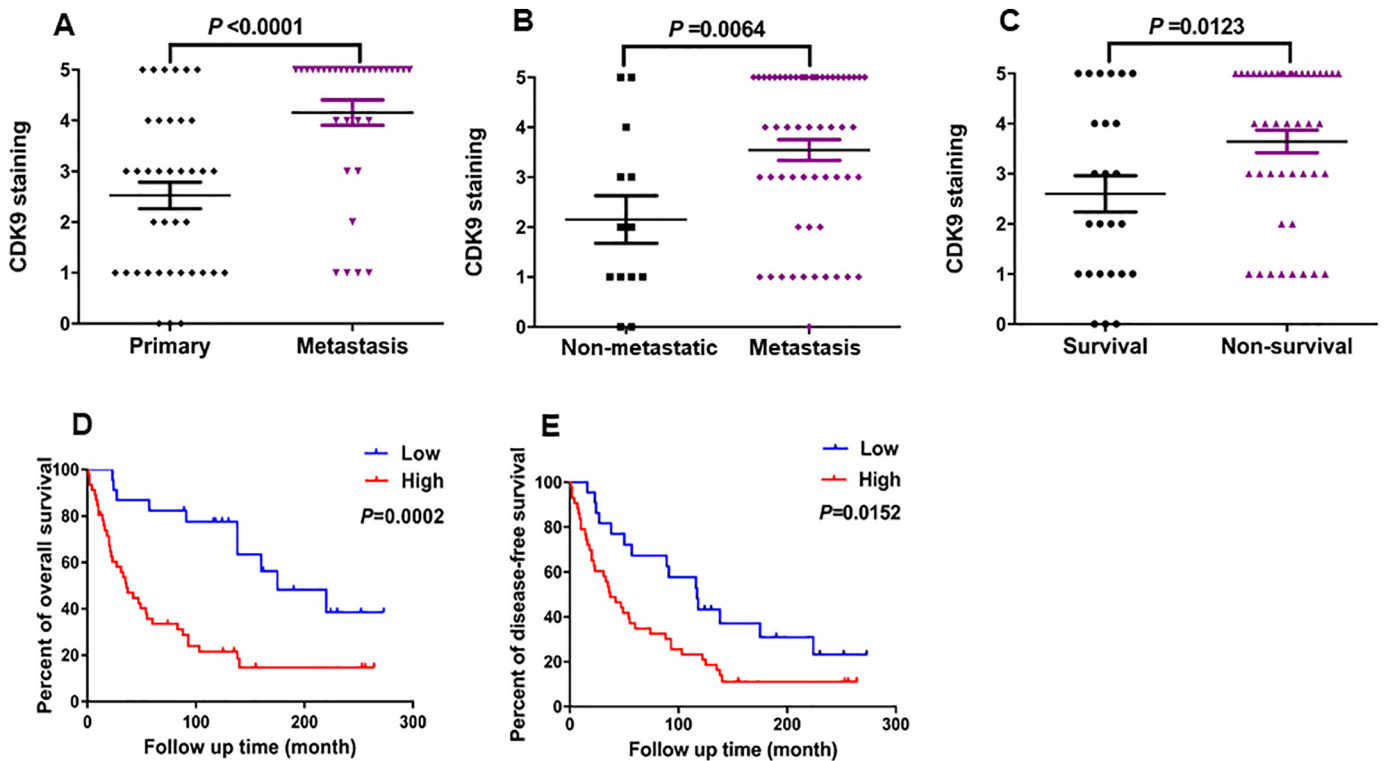 A
P <0.0001
CDK9 staining
5
4
3
2
1
0
Primary
Metastasis
B
P =0.0064
CDK9 staining
5
4
3
2
1
0
Non-metastatic
Metastasis
C
P =0.0123
CDK9 staining
5
4
3
2
1
0
Survival
Non-survival
D
Low
High
P=0.0002
Percent of overall survival
100
80
60
40
20
0
0
100
200
300
Follow up time (month)
E
Low
High
P=0.0152
Percent of disease-free survival
100
80
60
40
20
0
0
100
200
300
Follow up time (month)